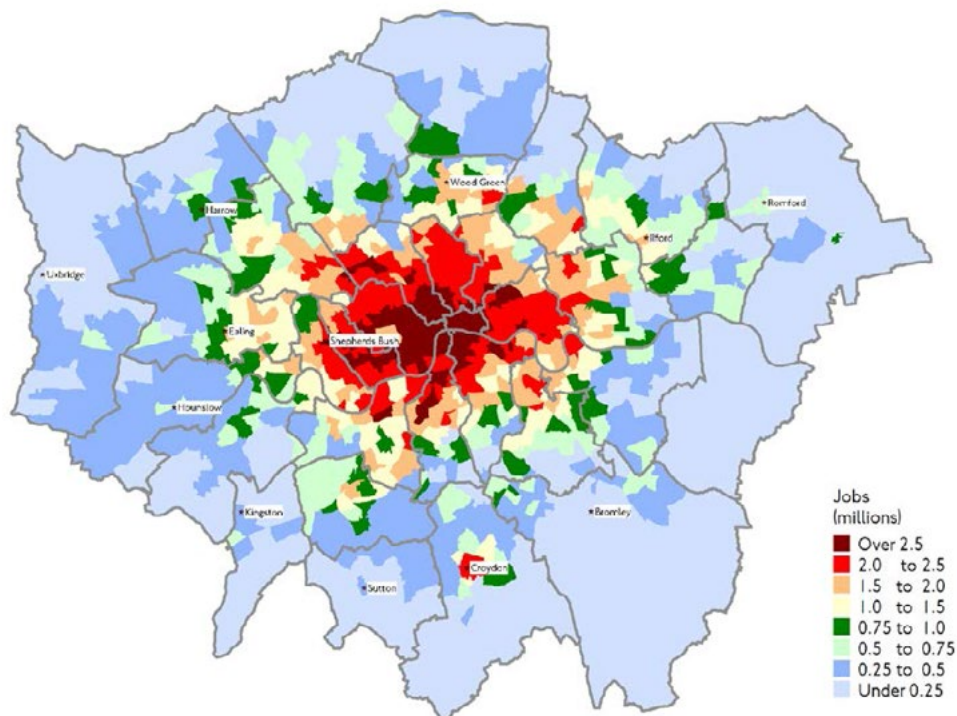 Wood Green
Harrow
Romford
Ilford
Uxbridge
Ealing
Shepherds Bush
Hounslow
Kingston
Bromley
Croydon
Sutton
Jobs
(millions)
Over 2.5
2.0 to 2.5
1.5 to 2.0
1.0 to 1.5
0.75 to 1.0
0.5 to 0.75
0.25 to 0.5
Under 0.25